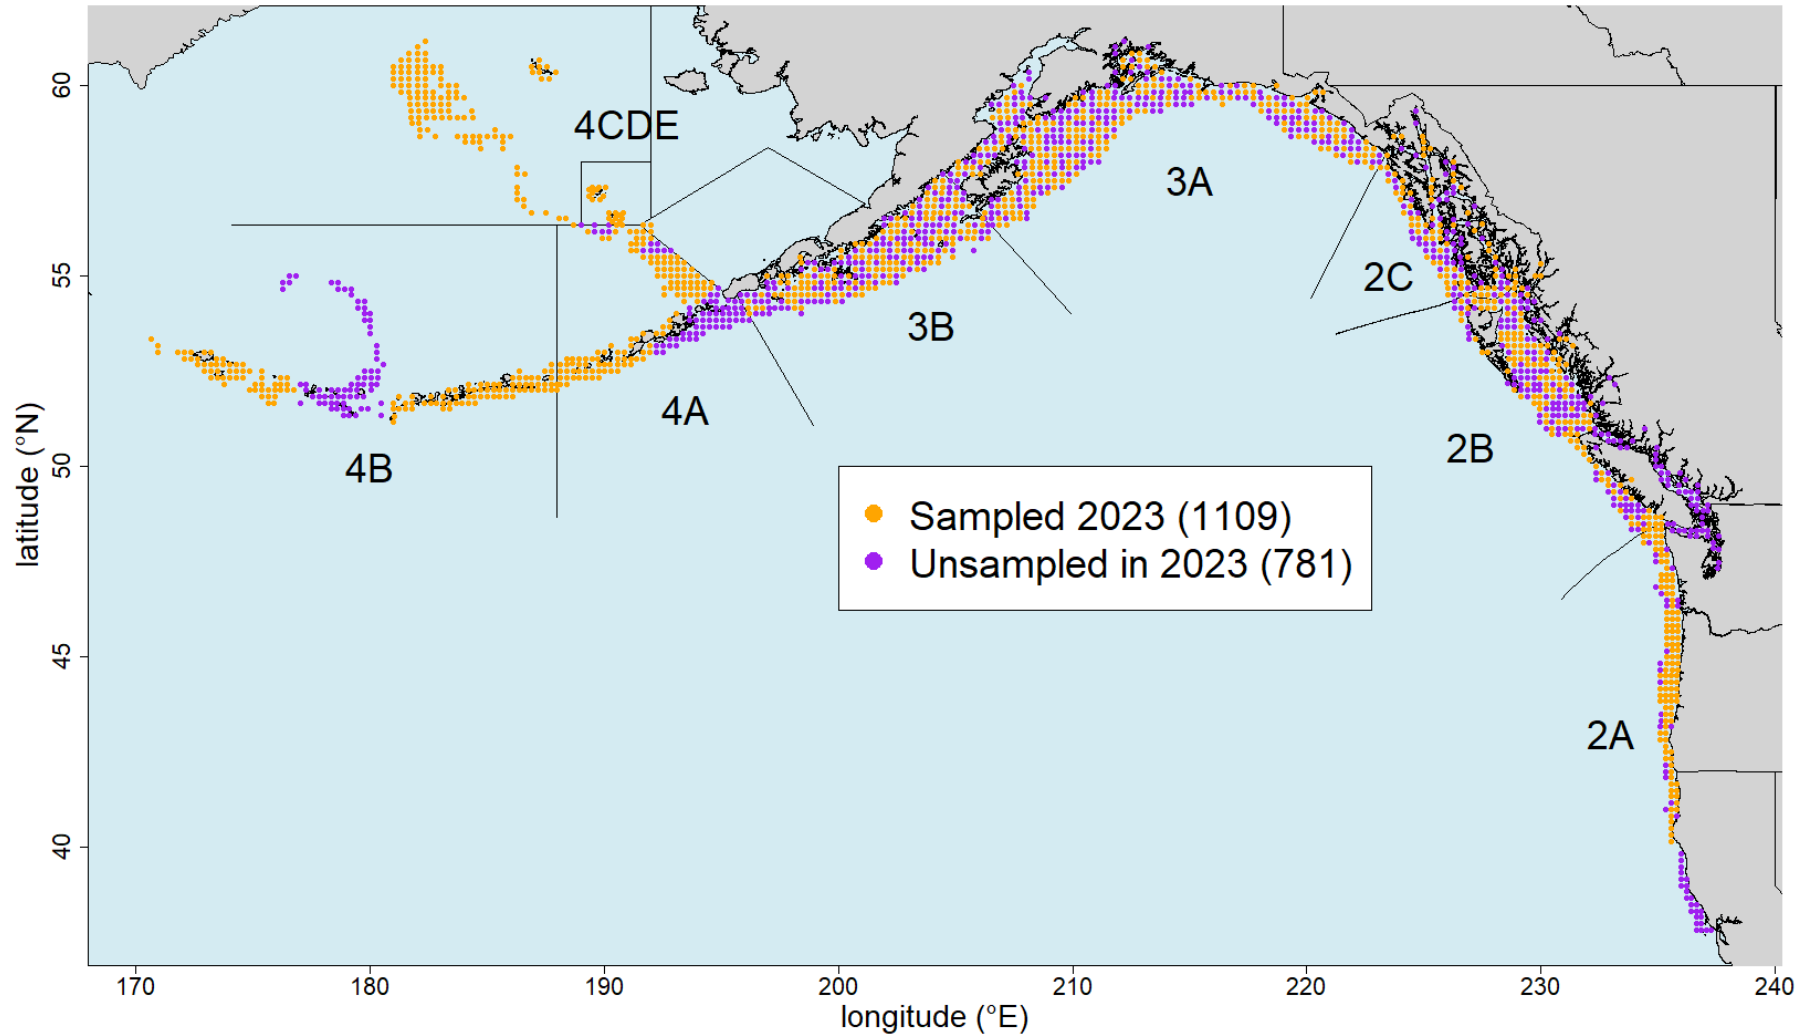 60
55
50
45
40
latitude (°N)
4CDE
3A
2C
3B
4A
4B
2B
2A
Sampled 2023 (1109)
Unsampled in 2023 (781)
170
180
190
200
210
220
230
240
longitude (°E)